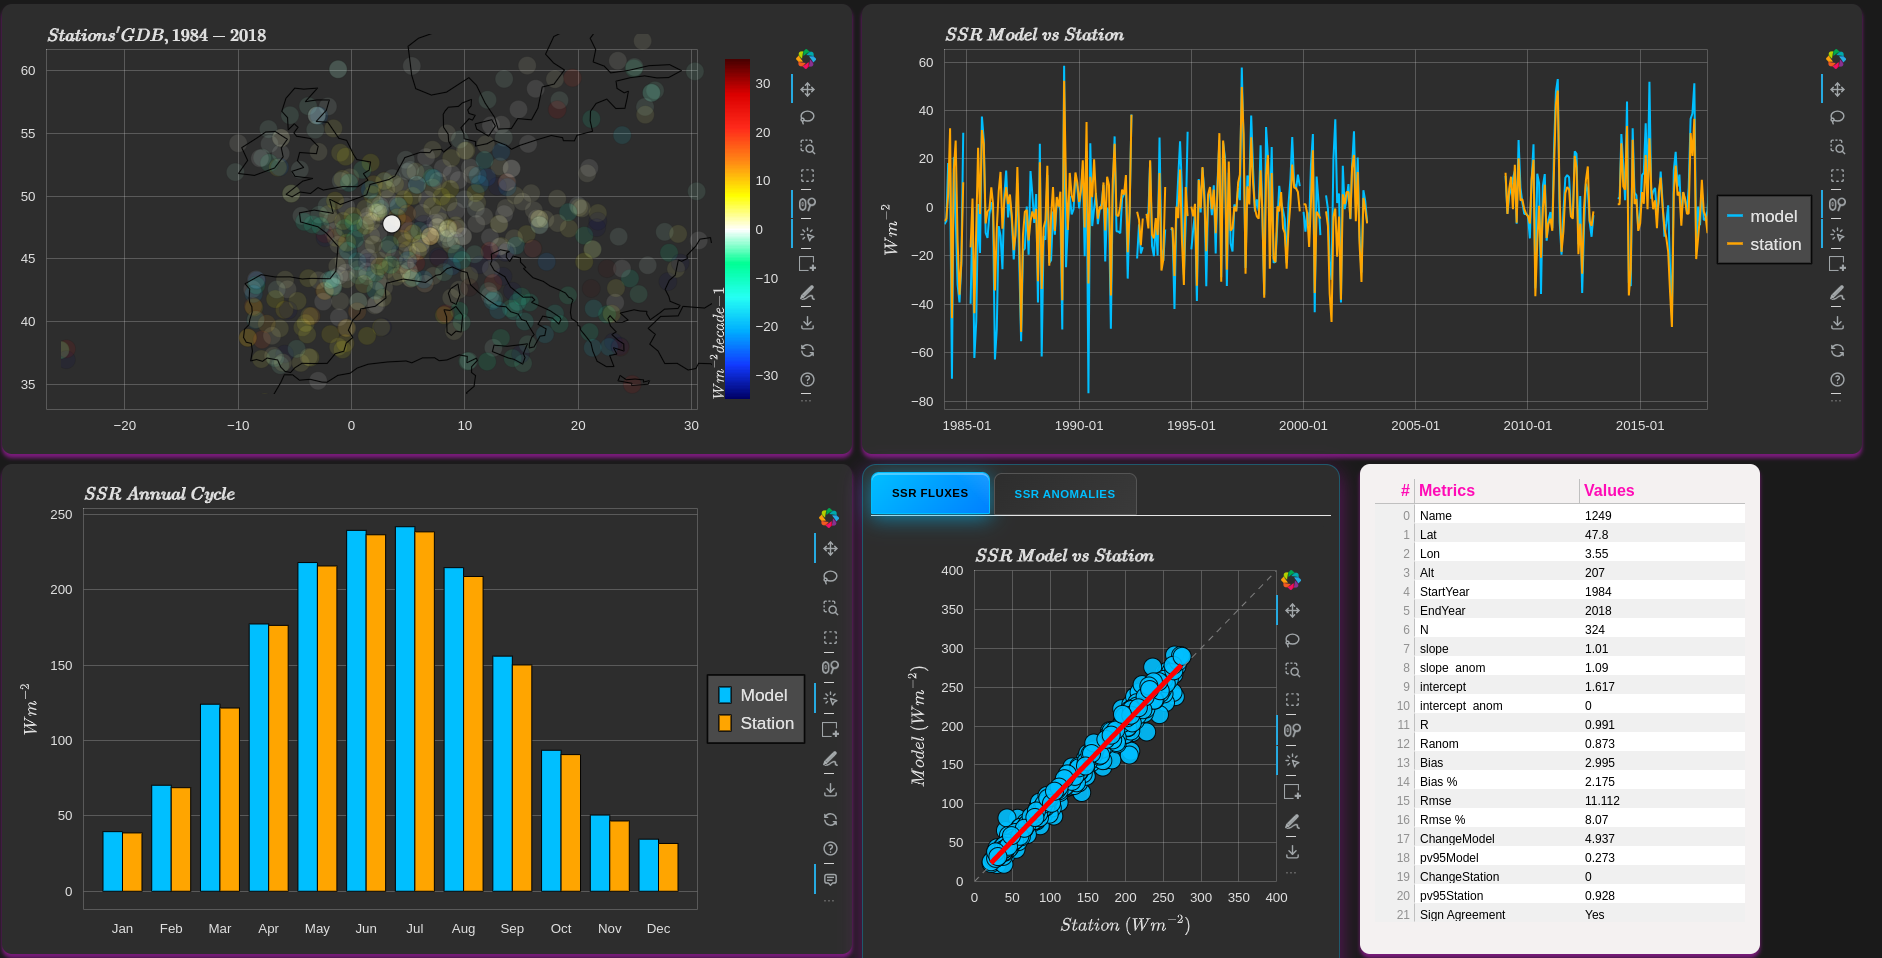 Stations'GDB, 1984 – 2018
60
55
50
45
40
35
−20
−10
0
10
20
30
30
20
10
0
−10
−20
−30
Wm⁻²decade−1
SSR Model vs Station
60
40
20
0
−20
−40
−60
−80
Wm⁻²
1985-01
1990-01
1995-01
2000-01
2005-01
2010-01
2015-01
model
station
SSR Annual Cycle
250
200
150
100
50
0
Wm⁻²
Jan
Feb
Mar
Apr
May
Jun
Jul
Aug
Sep
Oct
Nov
Dec
Model
Station
SSR FLUXES
SSR ANOMALIES
SSR Model vs Station
400
350
300
250
200
150
100
50
0
Model (Wm⁻²)
0
50
100
150
200
250
300
350
400
Station (Wm⁻²)
# Metrics Values
0 Name 1249
1 Lat 47.8
2 Lon 3.55
3 Alt 207
4 StartYear 1984
5 EndYear 2018
6 N 324
7 slope 1.01
8 slope_anom 1.09
9 intercept 1.617
10 intercept_anom 0
11 R 0.991
12 Ranom 0.873
13 Bias 2.995
14 Bias % 2.175
15 Rmse 11.112
16 Rmse % 8.07
17 ChangeModel 4.937
18 pv95Model 0.273
19 ChangeStation 0
20 pv95Station 0.928
21 Sign Agreement Yes